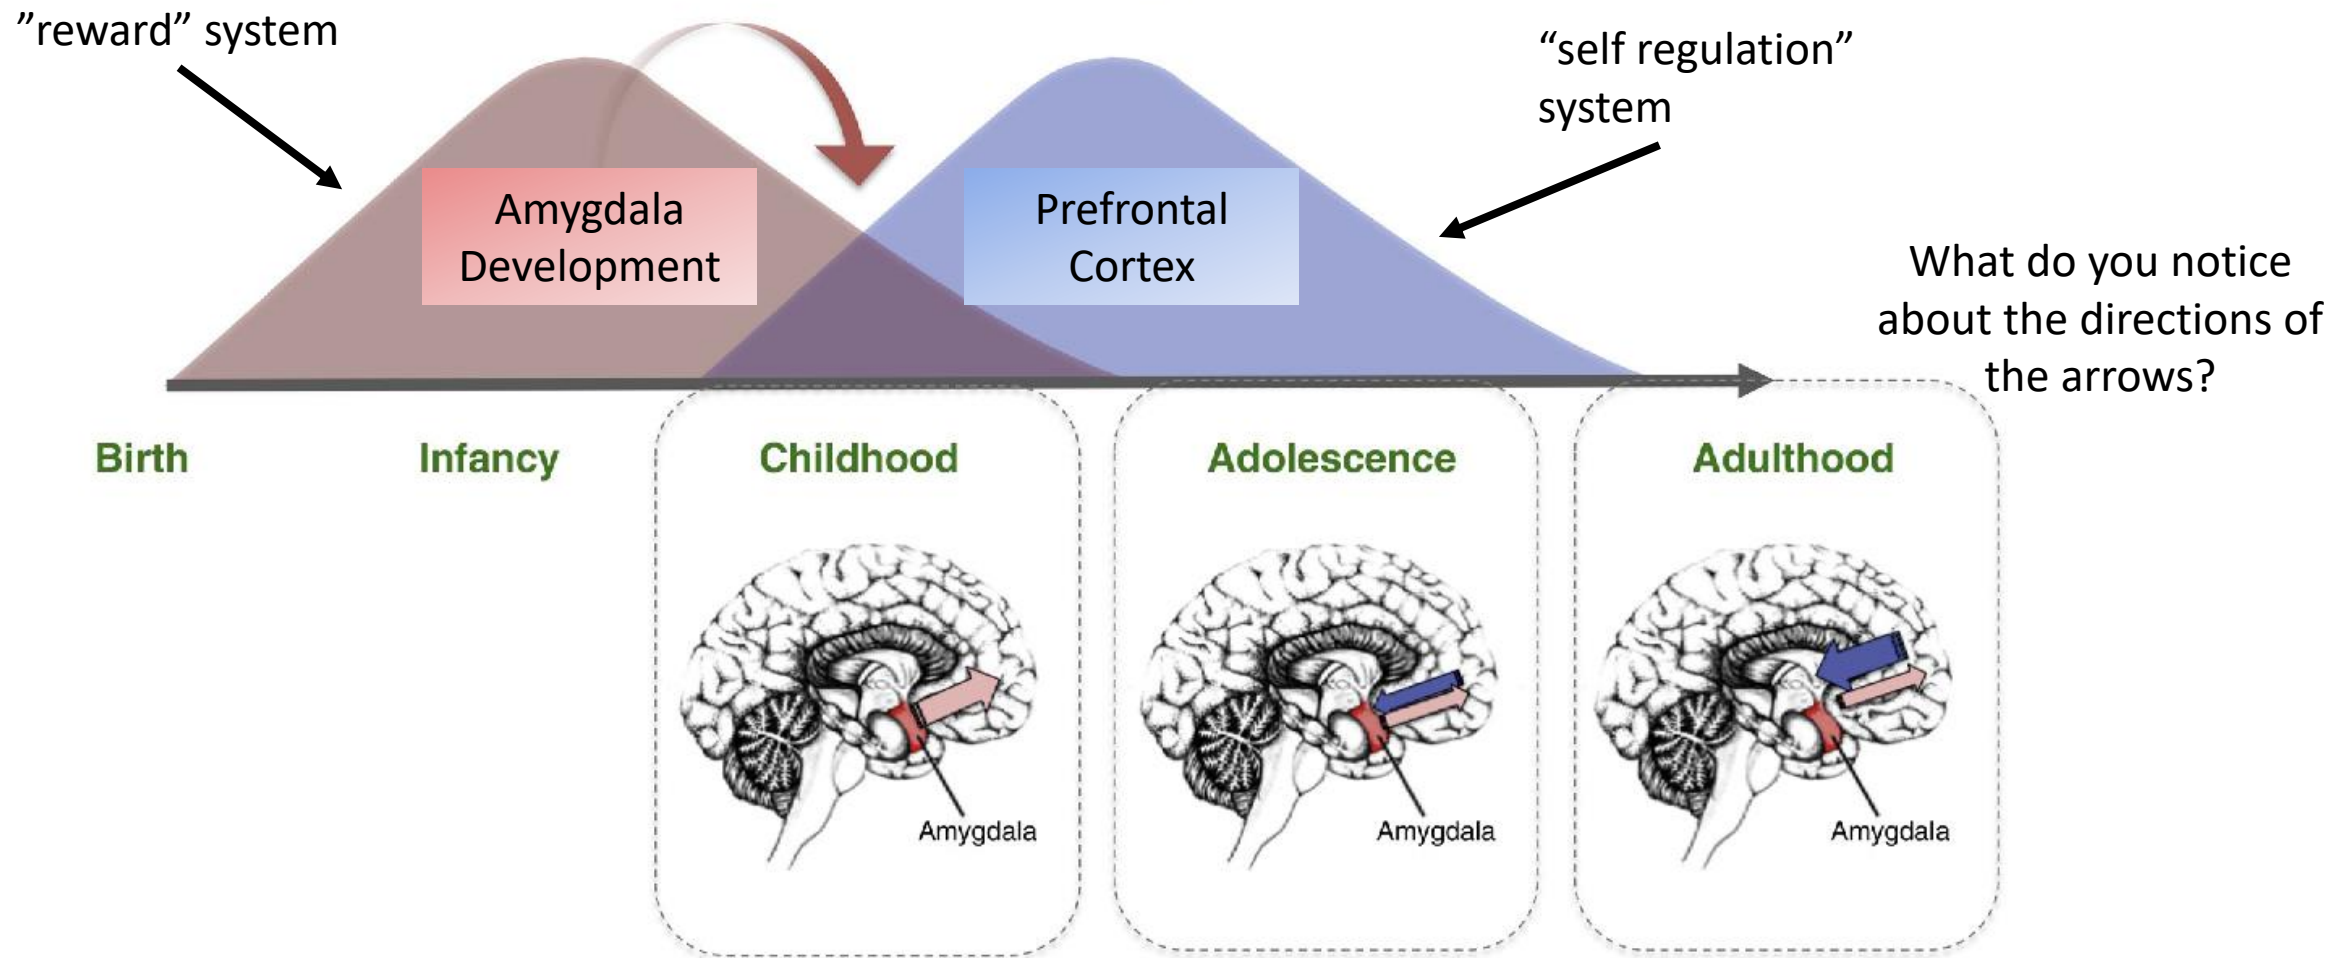 ”reward” system
“self regulation”
system
Amygdala
Development
Prefrontal
Cortex
What do you notice
about the directions of
the arrows?
Birth
Infancy
Childhood
Adolescence
Adulthood
Amygdala
Amygdala
Amygdala